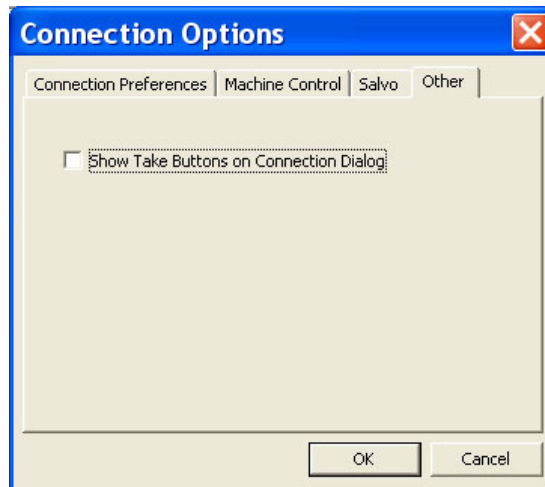 Connection Options
Connection Preferences Machine Control Salvo Other
Show Take Buttons on Connection Dialog
OK Cancel